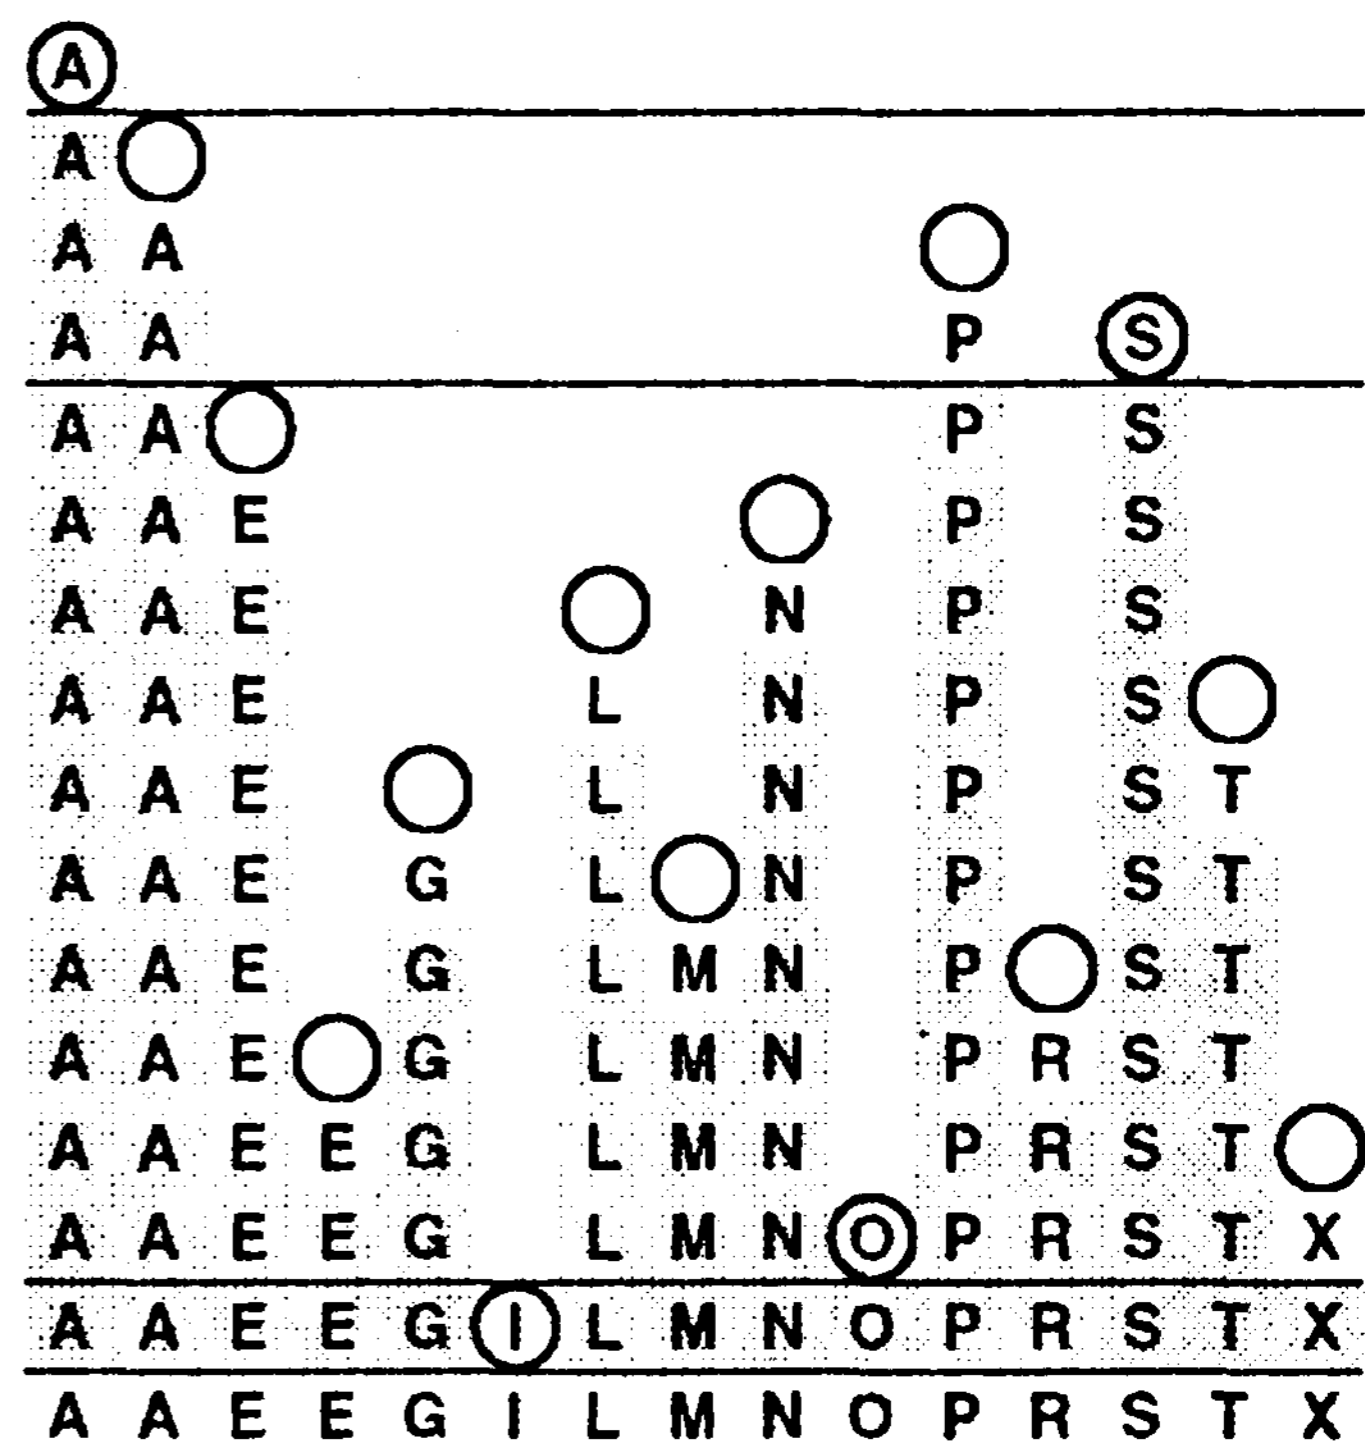 A
A
A A
A A P S
A A P S
A A E P S
A A E N P S
A A E L N P S
A A E L N P S T
A A E G L N P S T
A A E G L M N P S T
A A E G L M N P R S T
A A E E G L M N P R S T
A A E E G L M N O P R S T X
A A E E G I L M N O P R S T X
A A E E G I L M N O P R S T X